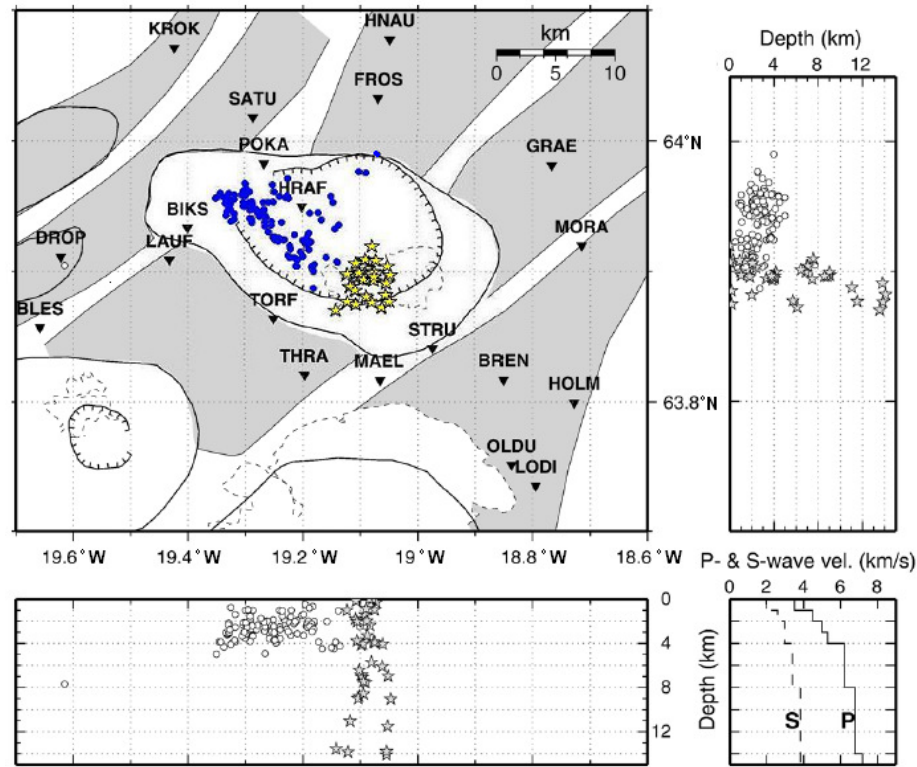 KROK
HNAU
km
0 5 10
Depth (km)
0 4 8 12
FROS
SATU
64°N
POKA
GRAE
HRAF
BIKS
MORA
DROP
LAUF
TORF
BLES
STRU
THRA
MAEL
BREN
HOLM
63.8°N
OLDU
LODI
19.6°W 19.4°W 19.2°W 19°W 18.8°W 18.6°W
P- & S-wave vel. (km/s)
0 2 4 6 8
0
4
8
12
Depth (km)
S P